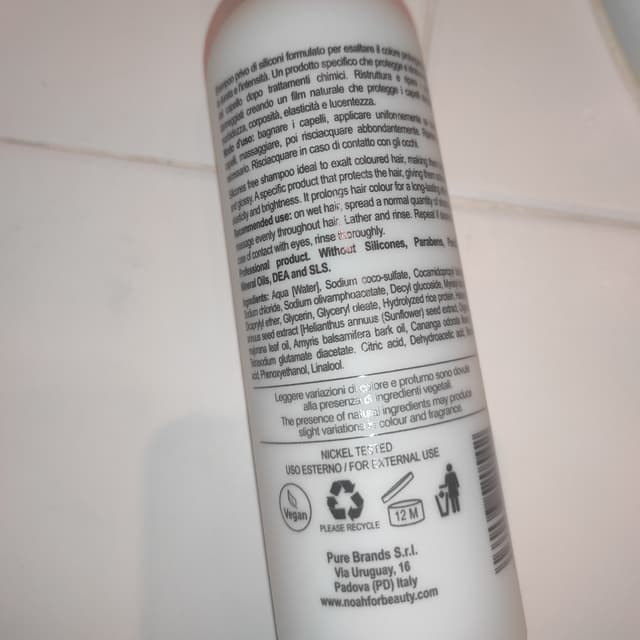 privo di siliconi formulato per esaltare il colore
e l'intensità. Un prodotto specifico che protegge e
capello dopo trattamenti chimici. Ristruttura e ripara
creando un film naturale che protegge i capelli
corposità, elasticità e lucentezza.
d'uso: bagnare i capelli, applicare uniformemente
massaggiare, poi risciacquare abbondantemente.
Risciacquare in caso di contatto con gli occhi.
Silicones free shampoo ideal to exalt coloured hair, making them
and glossy. A specific product that protects the hair, giving them
and brightness. It prolongs hair colour for a long-lasting
Recommended use: on wet hair, spread a normal quantity of
massage evenly throughout hair. Lather and rinse. Repeat if
case of contact with eyes, rinse thoroughly.
Professional product. Without Silicones, Parabens,
Mineral Oils, DEA and SLS.
Ingredients: Aqua [Water], Sodium coco-sulfate, Cocamidopropyl
Sodium chloride, Sodium olivamphoacetate, Decyl glucoside,
Dicaprylyl ether, Glycerin, Glyceryl oleate, Hydrolyzed rice protein,
annuus seed extract [Helianthus annuus (Sunflower) seed extract],
majorana leaf oil, Amyris balsamifera bark oil, Cananga odorata
Tetrasodium glutamate diacetate. Citric acid, Dehydroacetic
acid, Phenoxyethanol, Linalool.
Leggere variazioni di colore e profumo sono dovute
alla presenza di ingredienti vegetali.
The presence of natural ingredients may produce
slight variations in colour and fragrance.
NICKEL TESTED
USO ESTERNO / FOR EXTERNAL USE
Vegan
PLEASE RECYCLE
12 M
Pure Brands S.r.l.
Via Uruguay, 16
Padova (PD) Italy
www.noahforbeauty.com